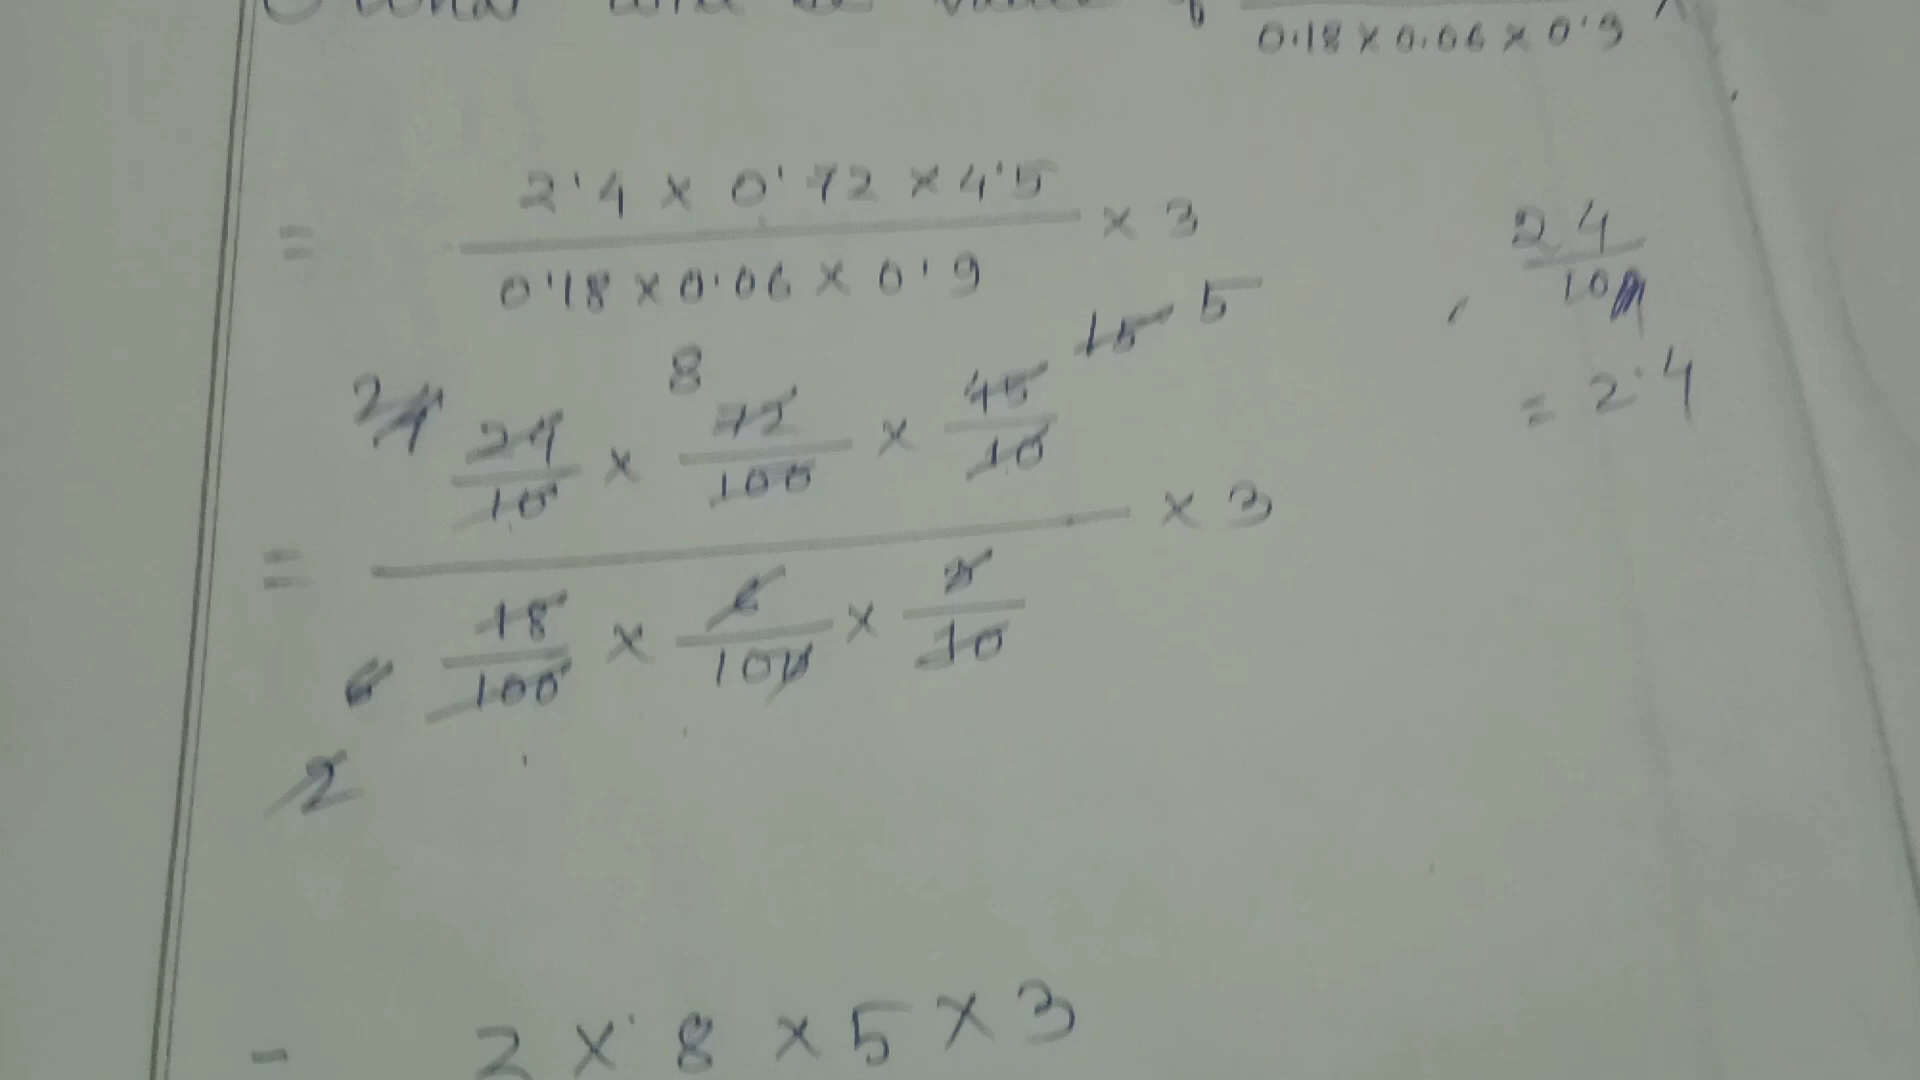 0.18 × 0.06 × 0.9
= 2.4 × 0.72 × 4.5 × 3
0.18 × 0.06 × 0.9
24
10
= 2.4
8 15 5
24 72 45
10 × 100 × 10
= × 3
18 6
100 × 100 × 10
6
2
= 2 × 8 × 5 × 3